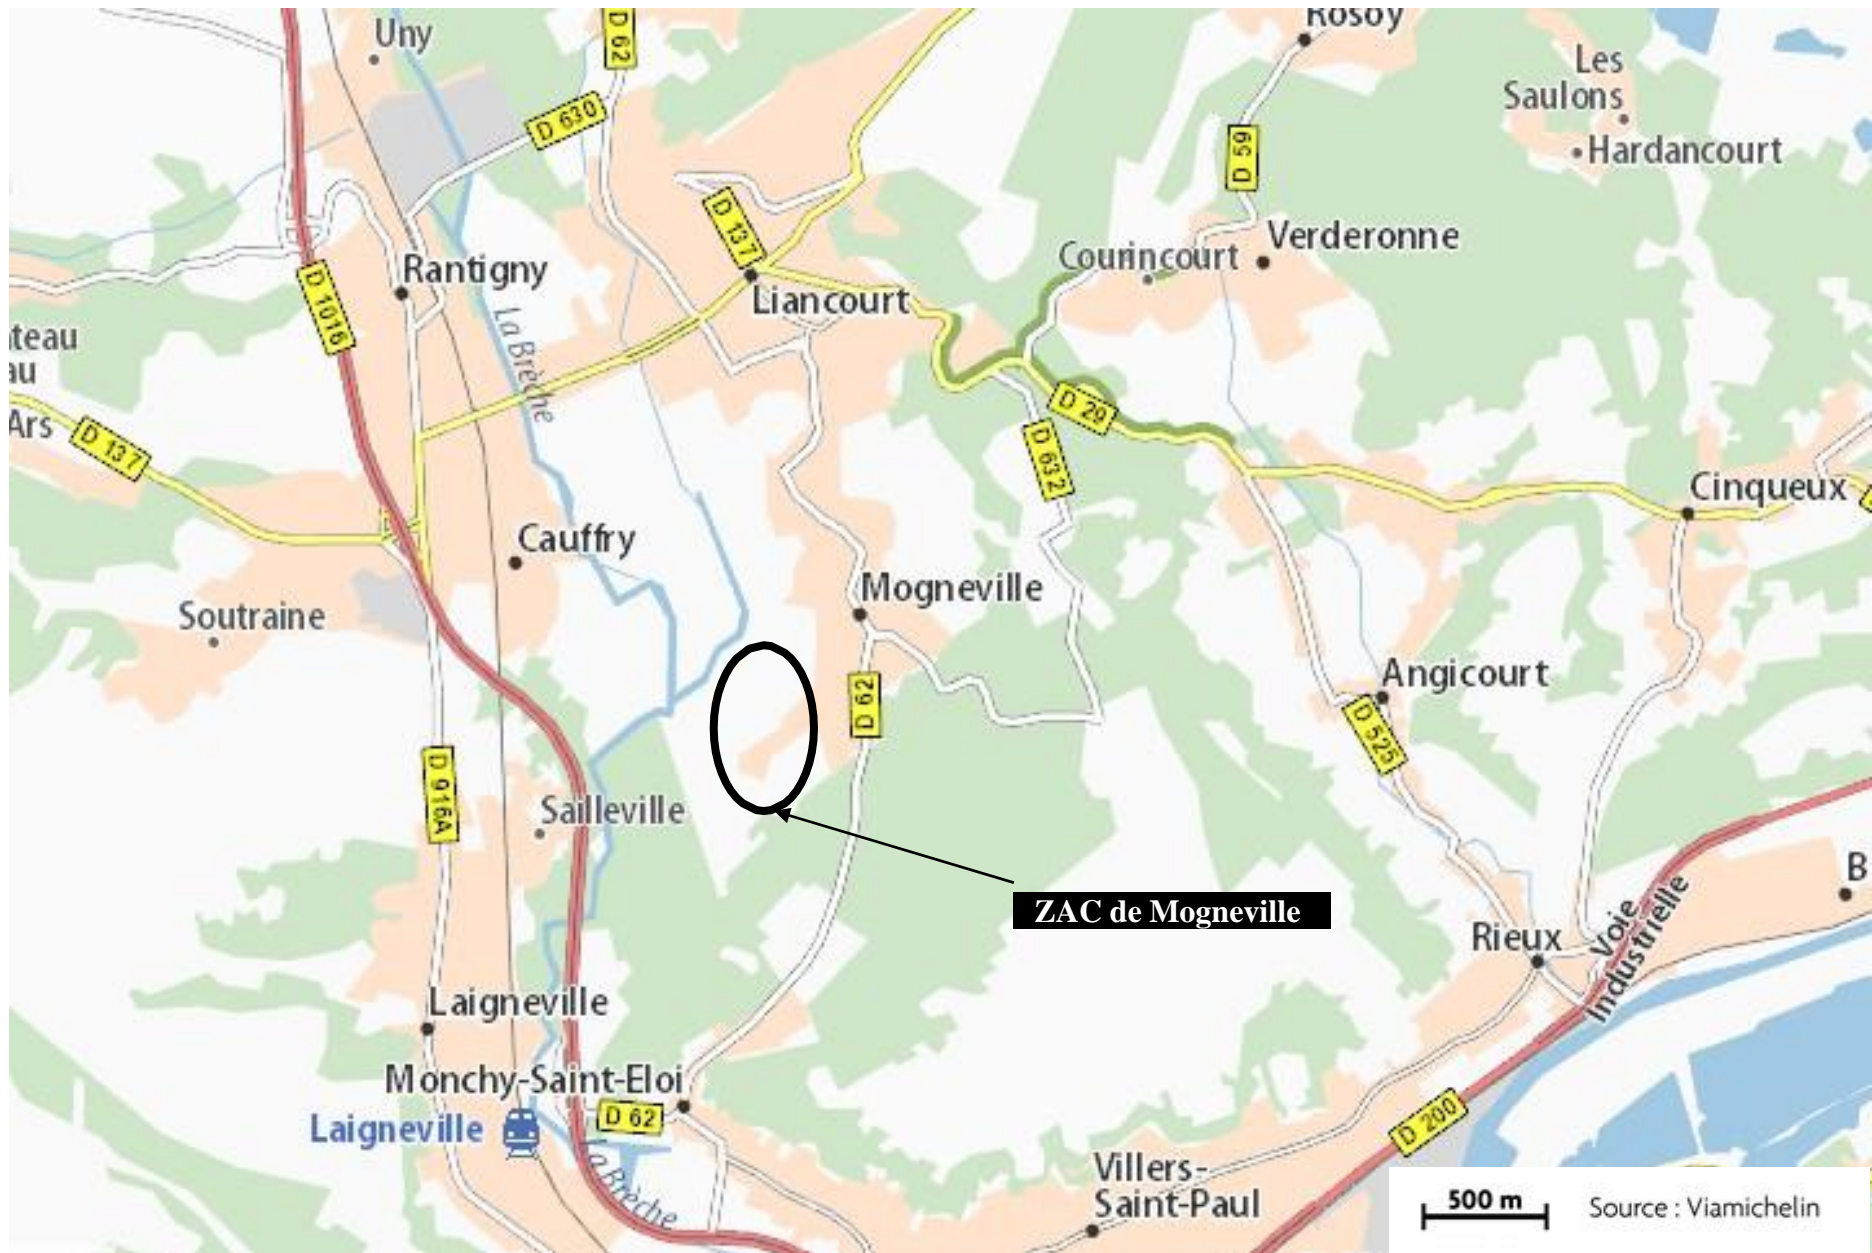 Uny
D 62
Rosoy
Les
Saulons
Hardancourt
D 630
D 59
D 137
Verderonne
Courincourt
Rantigny
D 1016
Liancourt
La Brèche
teau
au
Ars
D 137
D 29
D 632
Cinqueux
Cauffry
Mogneville
Soutraine
D 62
Angicourt
D 525
D 916A
Sailleville
ZAC de Mogneville
B
Rieux
Voie
Industrielle
Laigneville
Monchy-Saint-Eloi
D 62
Laigneville
D 200
La Brèche
Villers-
Saint-Paul
500 m
Source : Viamichelin